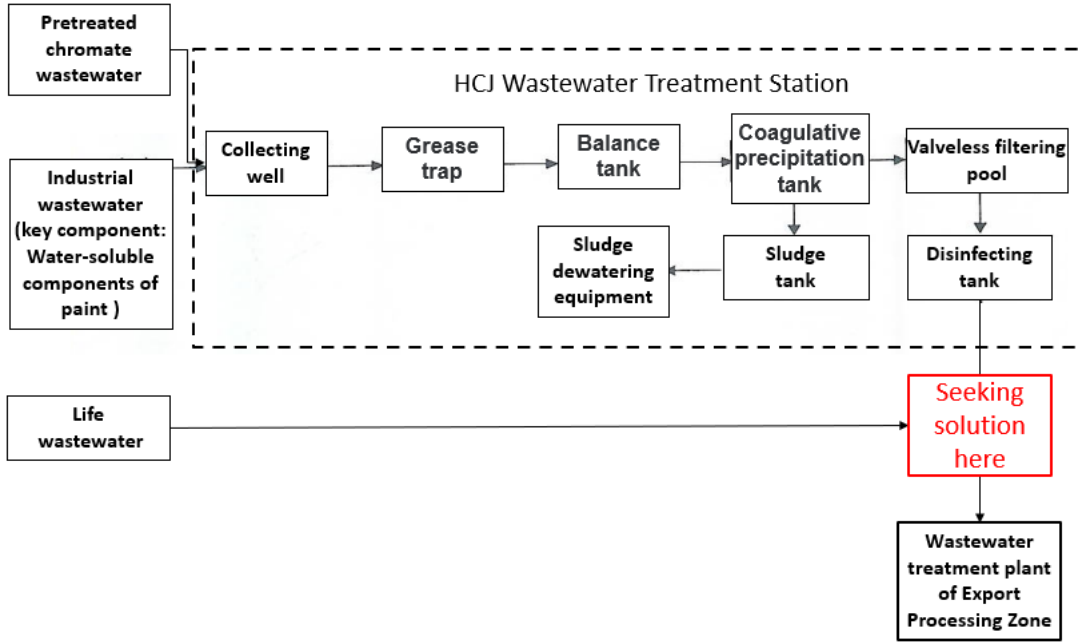 Pretreated
chromate
wastewater
HCJ Wastewater Treatment Station
Collecting
well
Grease
trap
Balance
tank
Coagulative
precipitation
tank
Valveless filtering
pool
Industrial
wastewater
(key component:
Water-soluble
components of
paint )
Sludge
dewatering
equipment
Sludge
tank
Disinfecting
tank
Life
wastewater
Seeking
solution
here
Wastewater
treatment plant
of Export
Processing Zone